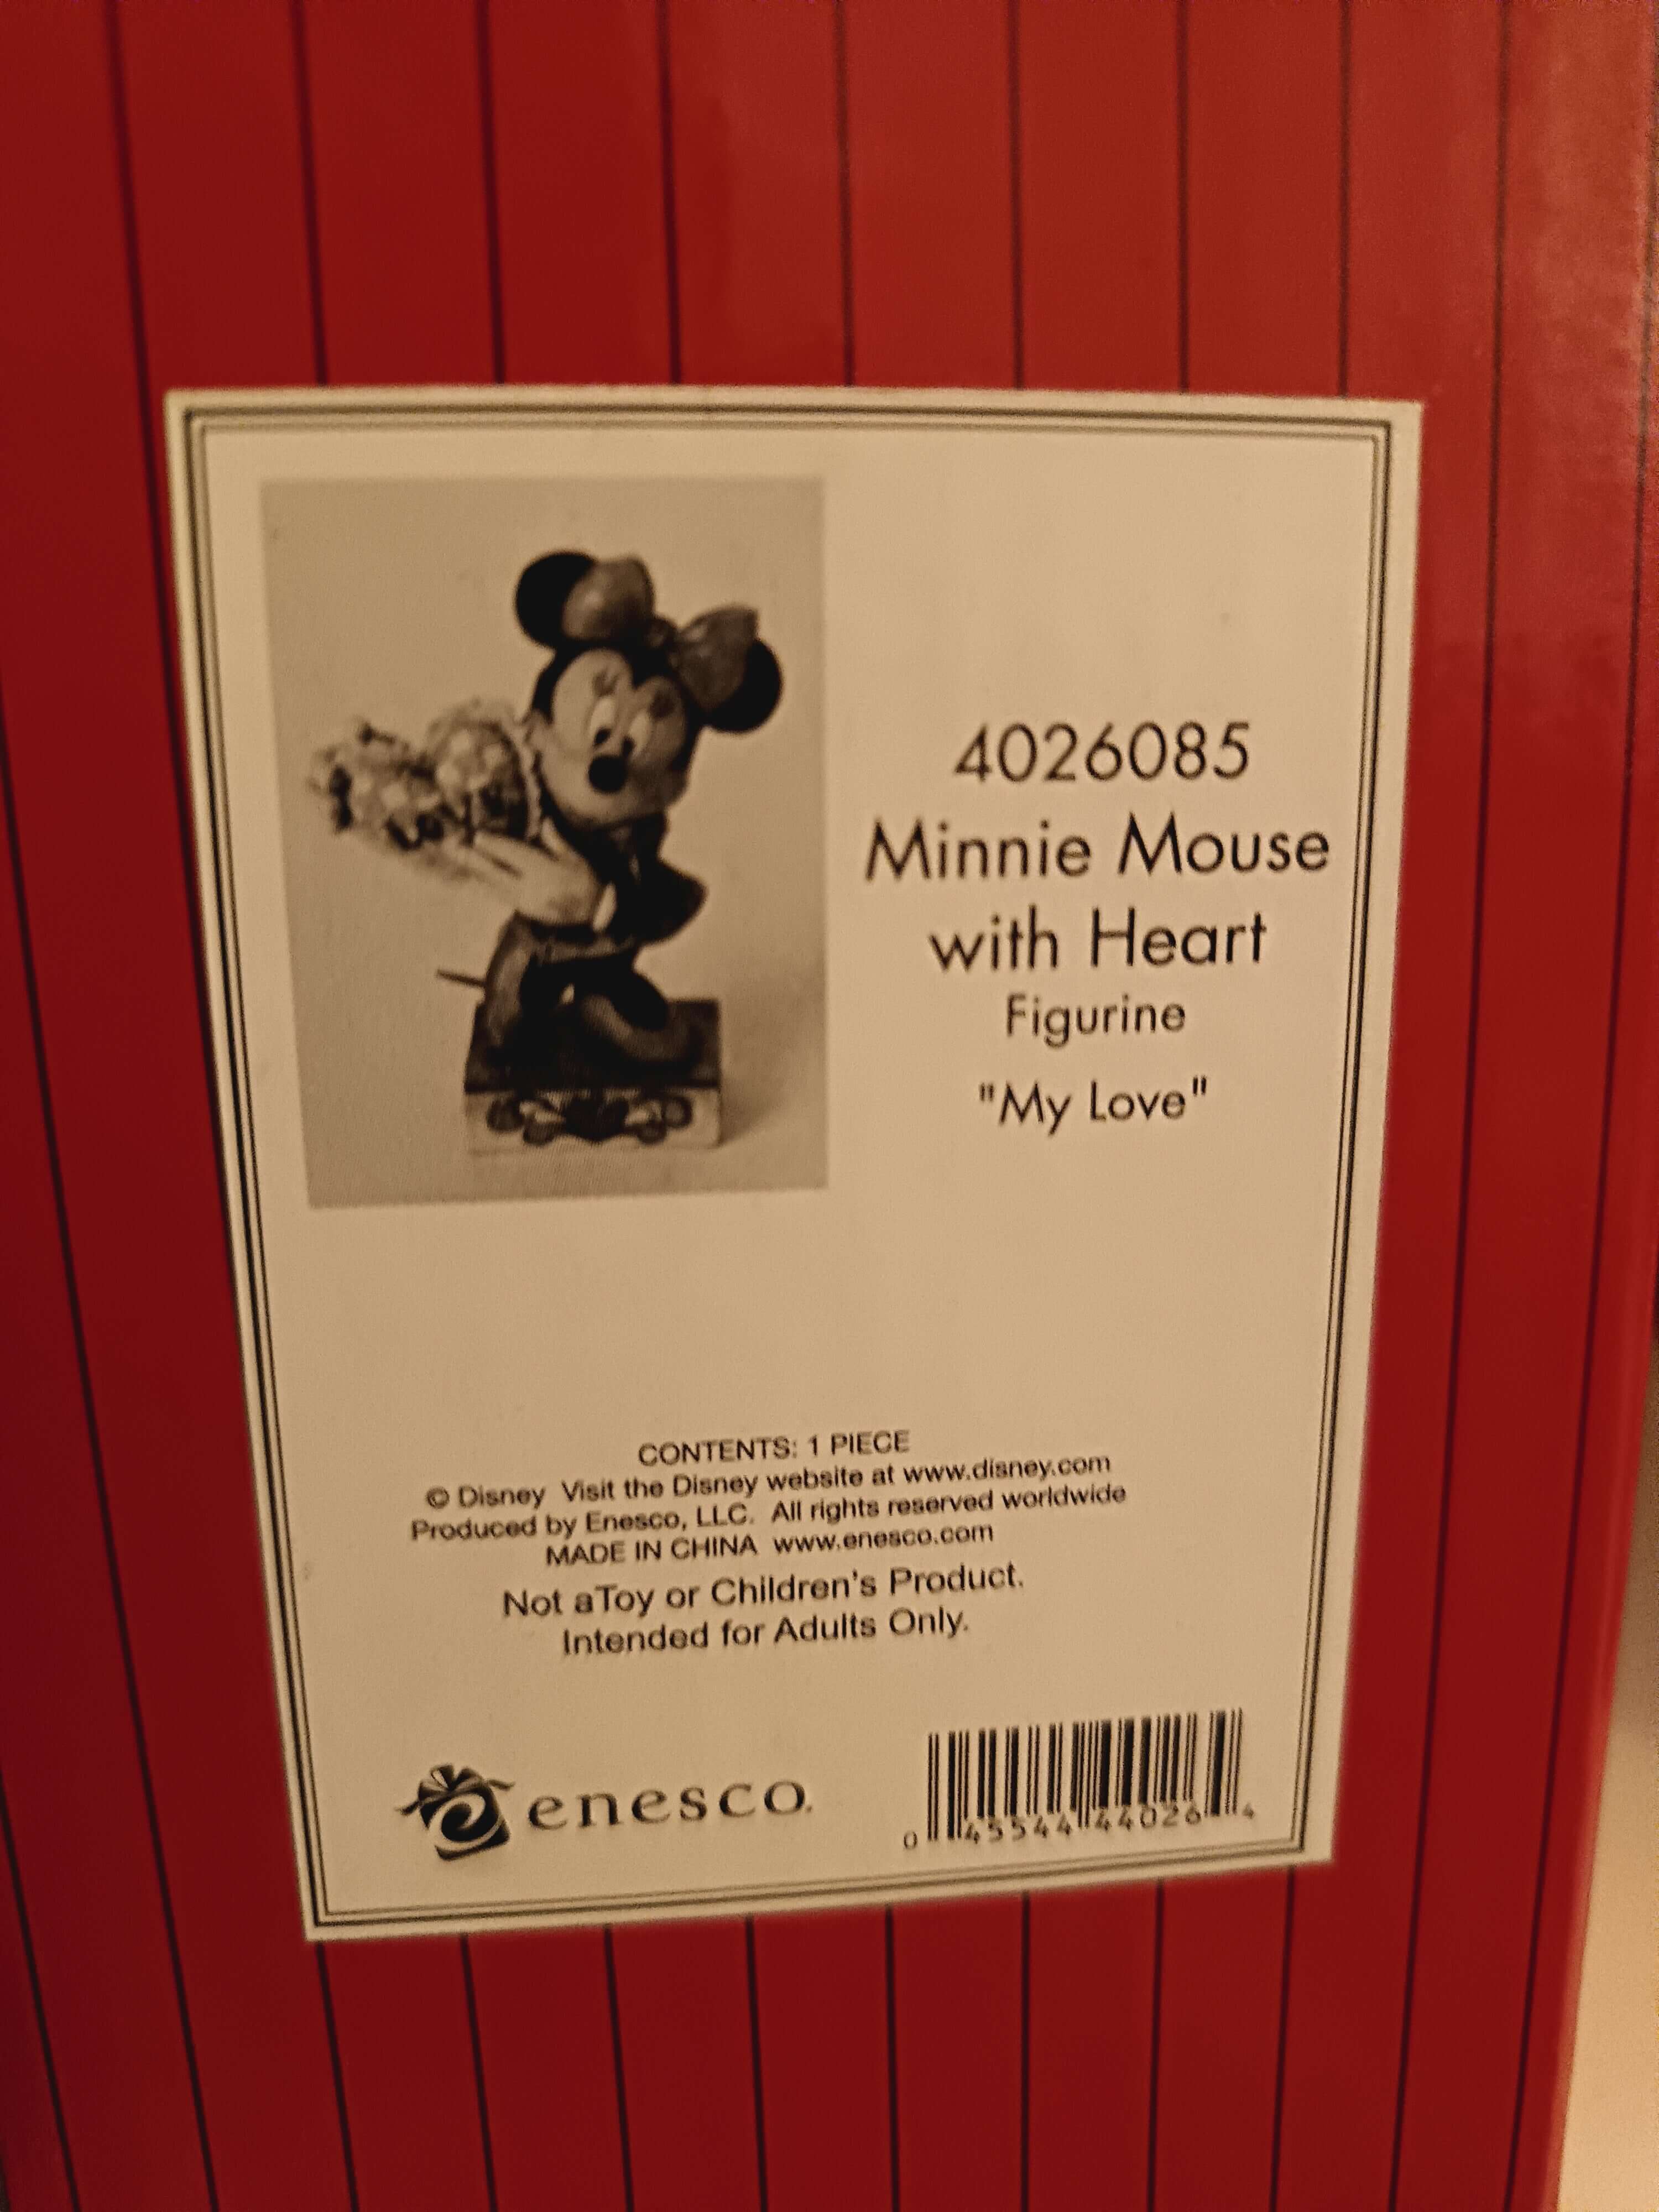 Love
4026085
Minnie Mouse
with Heart
Figurine
"My Love"
CONTENTS: 1 PIECE
© Disney Visit the Disney website at www.disney.com
Produced by Enesco, LLC. All rights reserved worldwide
MADE IN CHINA www.enesco.com
Not aToy or Children's Product.
Intended for Adults Only.
enesco.
0 45544 44026 4